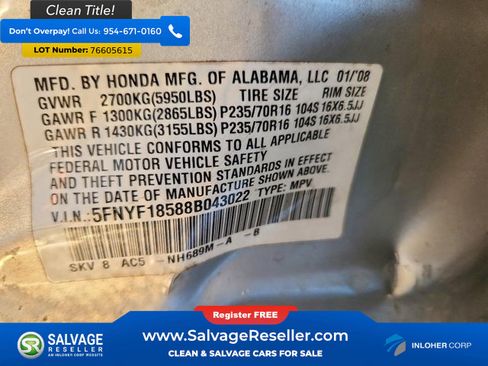 Clean Title!
Don't Overpay! Call Us: 954-671-0160
Lot Number: 76605615
MFD. BY HONDA MFG. OF ALABAMA, LLC 01/'08
GVWR 2700KG(5950LBS) TIRE SIZE RIM SIZE
GAWR F 1300KG(2865LBS) P235/70R16 104S 16X6.5JJ
GAWR R 1430KG(3155LBS) P235/70R16 104S 16X6.5JJ
THIS VEHICLE CONFORMS TO ALL APPLICABLE
FEDERAL MOTOR VEHICLE SAFETY
AND THEFT PREVENTION STANDARDS IN EFFECT
ON THE DATE OF MANUFACTURE SHOWN ABOVE.
V.I.N.: 5FNYF18588B043022 TYPE: MPV
SKV 8 AC5 NH689M-A -B
Register FREE!
SALVAGE RESELLER
AN INLOHER CORP WEBSITE
www.SalvageReseller.com
CLEAN & SALVAGE CARS FOR SALE
INLOHER CORP